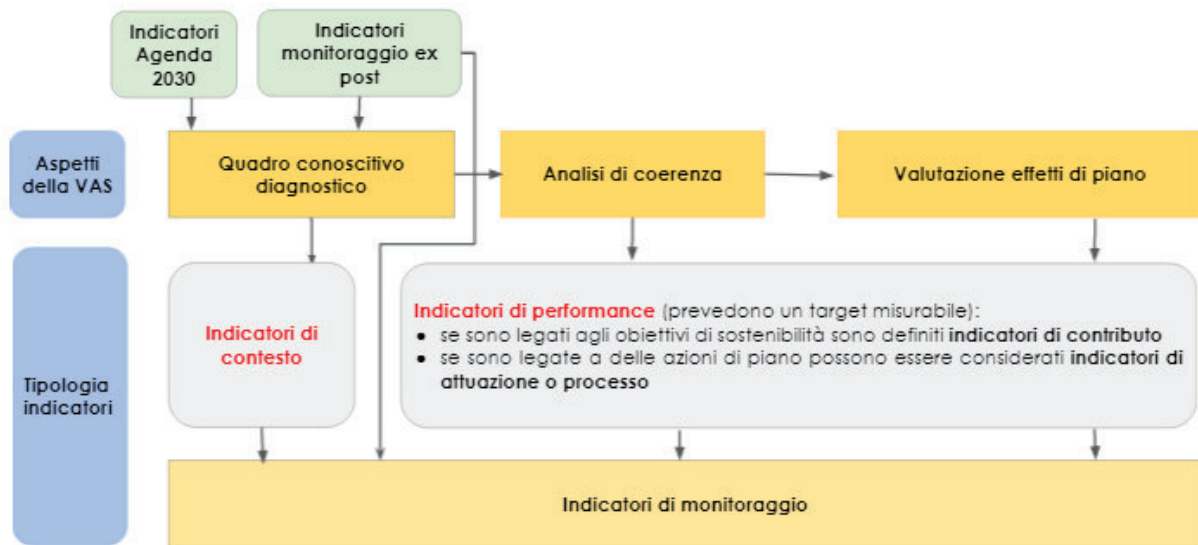 Indicatori
Agenda
2030
Indicatori
monitoraggio ex
post
Aspetti
della VAS
Quadro conoscitivo
diagnostico
Analisi di coerenza
Valutazione effetti di piano
Tipologia
indicatori
Indicatori di
contesto
Indicatori di performance (prevedono un target misurabile):
• se sono legati agli obiettivi di sostenibilità sono definiti indicatori di contributo
• se sono legate a delle azioni di piano possono essere considerati indicatori di
attuazione o processo
Indicatori di monitoraggio